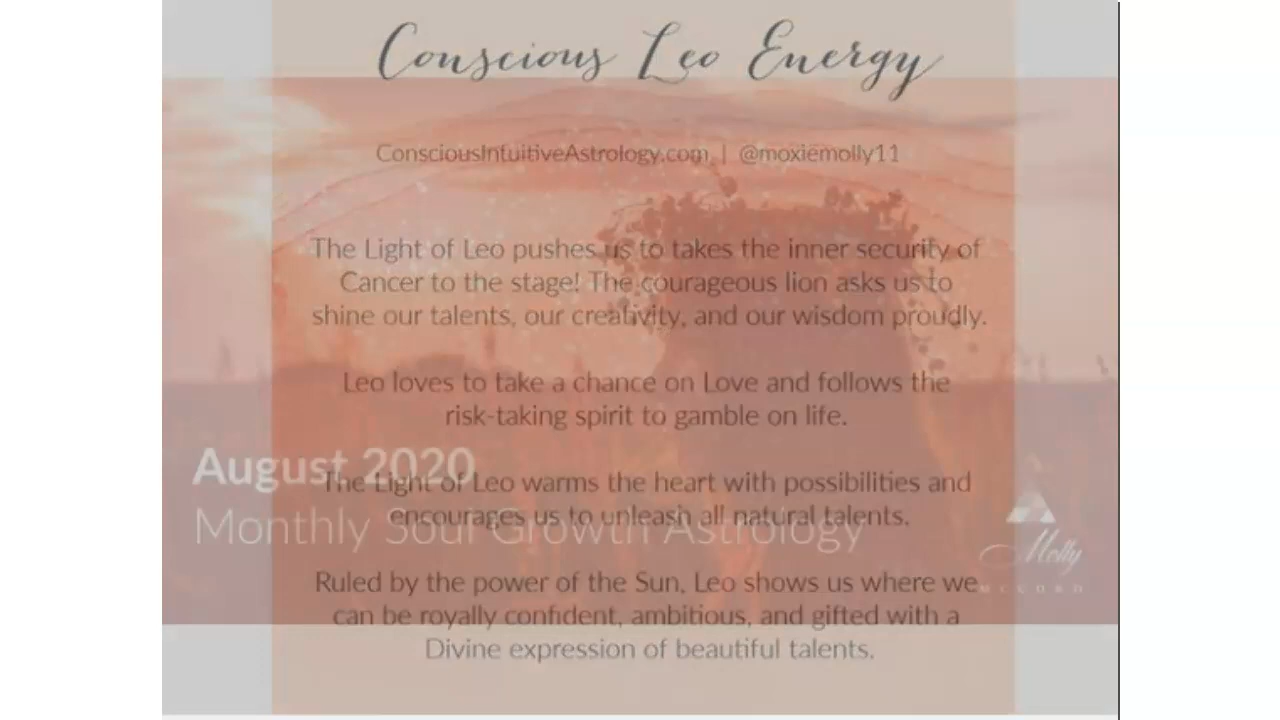 Conscious Leo Energy
ConsciousIntuitiveAstrology.com | @moxiemolly11
The Light of Leo pushes us to takes the inner security of
Cancer to the stage! The courageous lion asks us to
shine our talents, our creativity, and our wisdom proudly.
Leo loves to take a chance on Love and follows the
risk-taking spirit to gamble on life.
August 2020
The Light of Leo warms the heart with possibilities and
encourages us to unleash all natural talents.
Monthly Soul Growth Astrology
Molly
MCCORD
Ruled by the power of the Sun, Leo shows us where we
can be royally confident, ambitious, and gifted with a
Divine expression of beautiful talents.